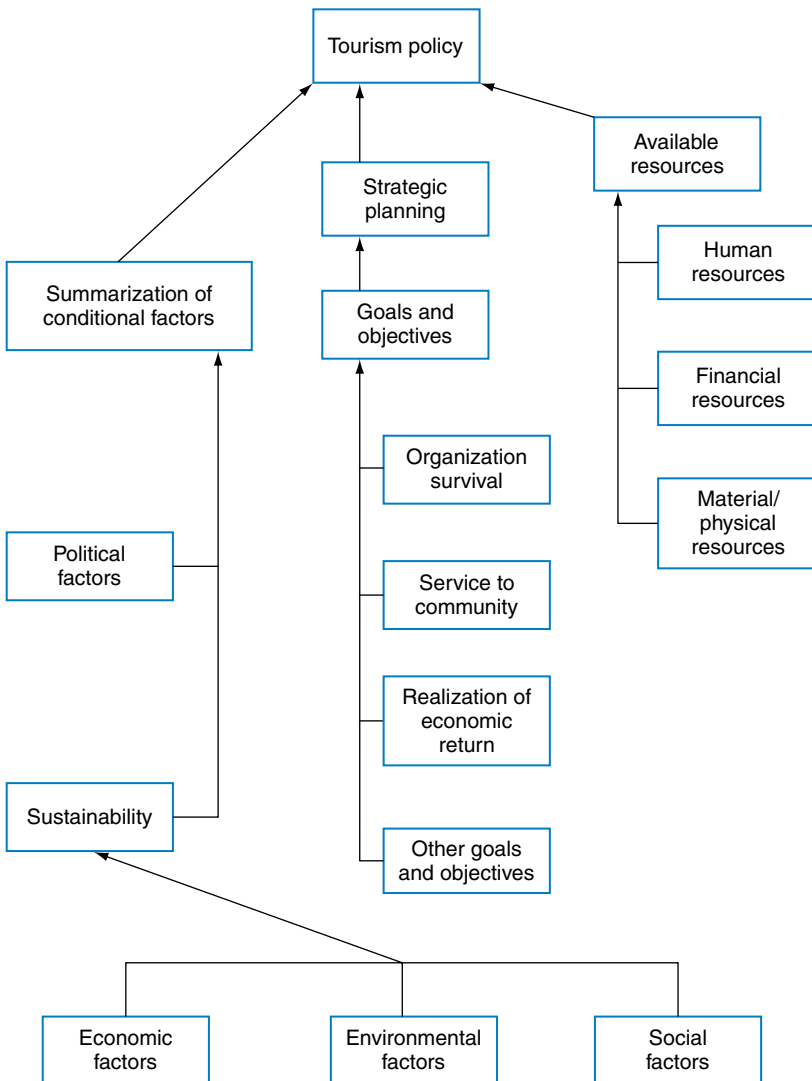 Tourism policy
Available
resources
Strategic
planning
Human
resources
Summarization of
conditional factors
Goals and
objectives
Financial
resources
Organization
survival
Material/
physical
resources
Political
factors
Service to
community
Realization of
economic
return
Sustainability
Other goals
and objectives
Economic
factors
Environmental
factors
Social
factors